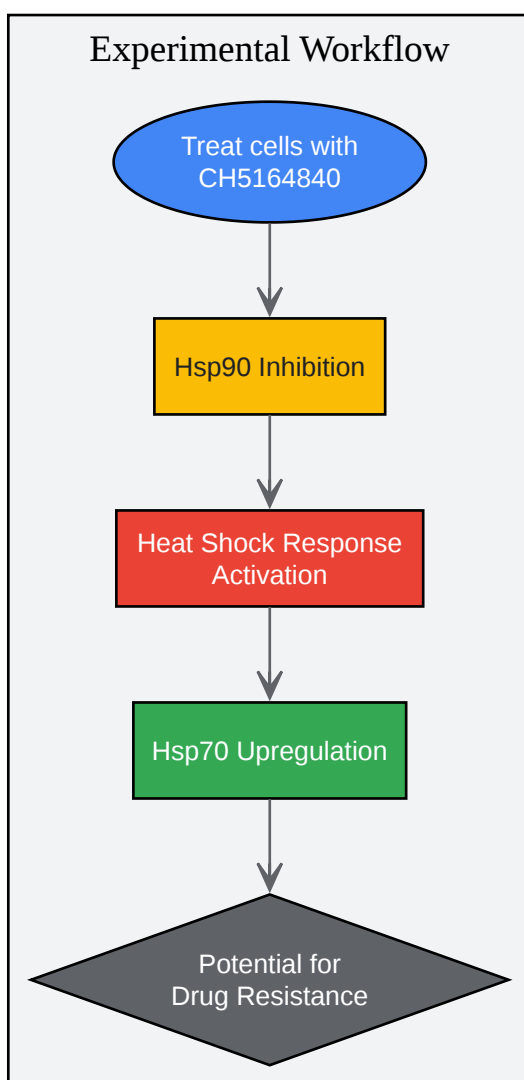 Experimental Workflow
Treat cells with
CH5164840
Hsp90 Inhibition
Heat Shock Response
Activation
Hsp70 Upregulation
Potential for
Drug Resistance